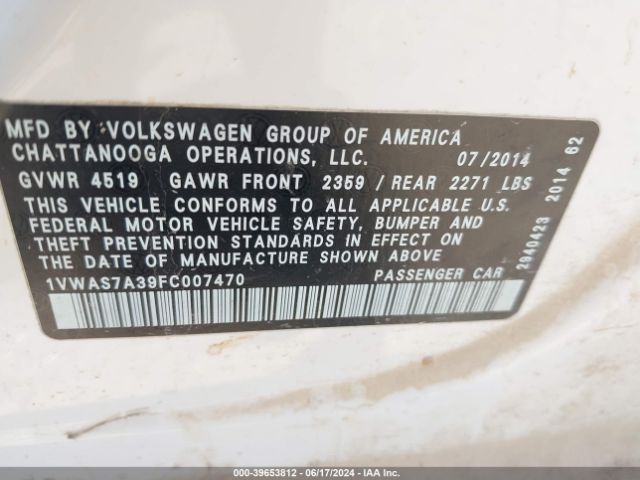 MFD BY VOLKSWAGEN GROUP OF AMERICA
CHATTANOOGA OPERATIONS, LLC. 07/2014
GVWR 4519 GAWR FRONT 2359 / REAR 2271 LBS
THIS VEHICLE CONFORMS TO ALL APPLICABLE U.S.
FEDERAL MOTOR VEHICLE SAFETY, BUMPER AND
THEFT PREVENTION STANDARDS IN EFFECT ON
THE DATE OF MANUFACTURE SHOWN ABOVE.
1VWAS7A39FC007470 PASSENGER CAR
2940423 2014 62
000-39653812 - 06/17/2024 - IAA Inc.